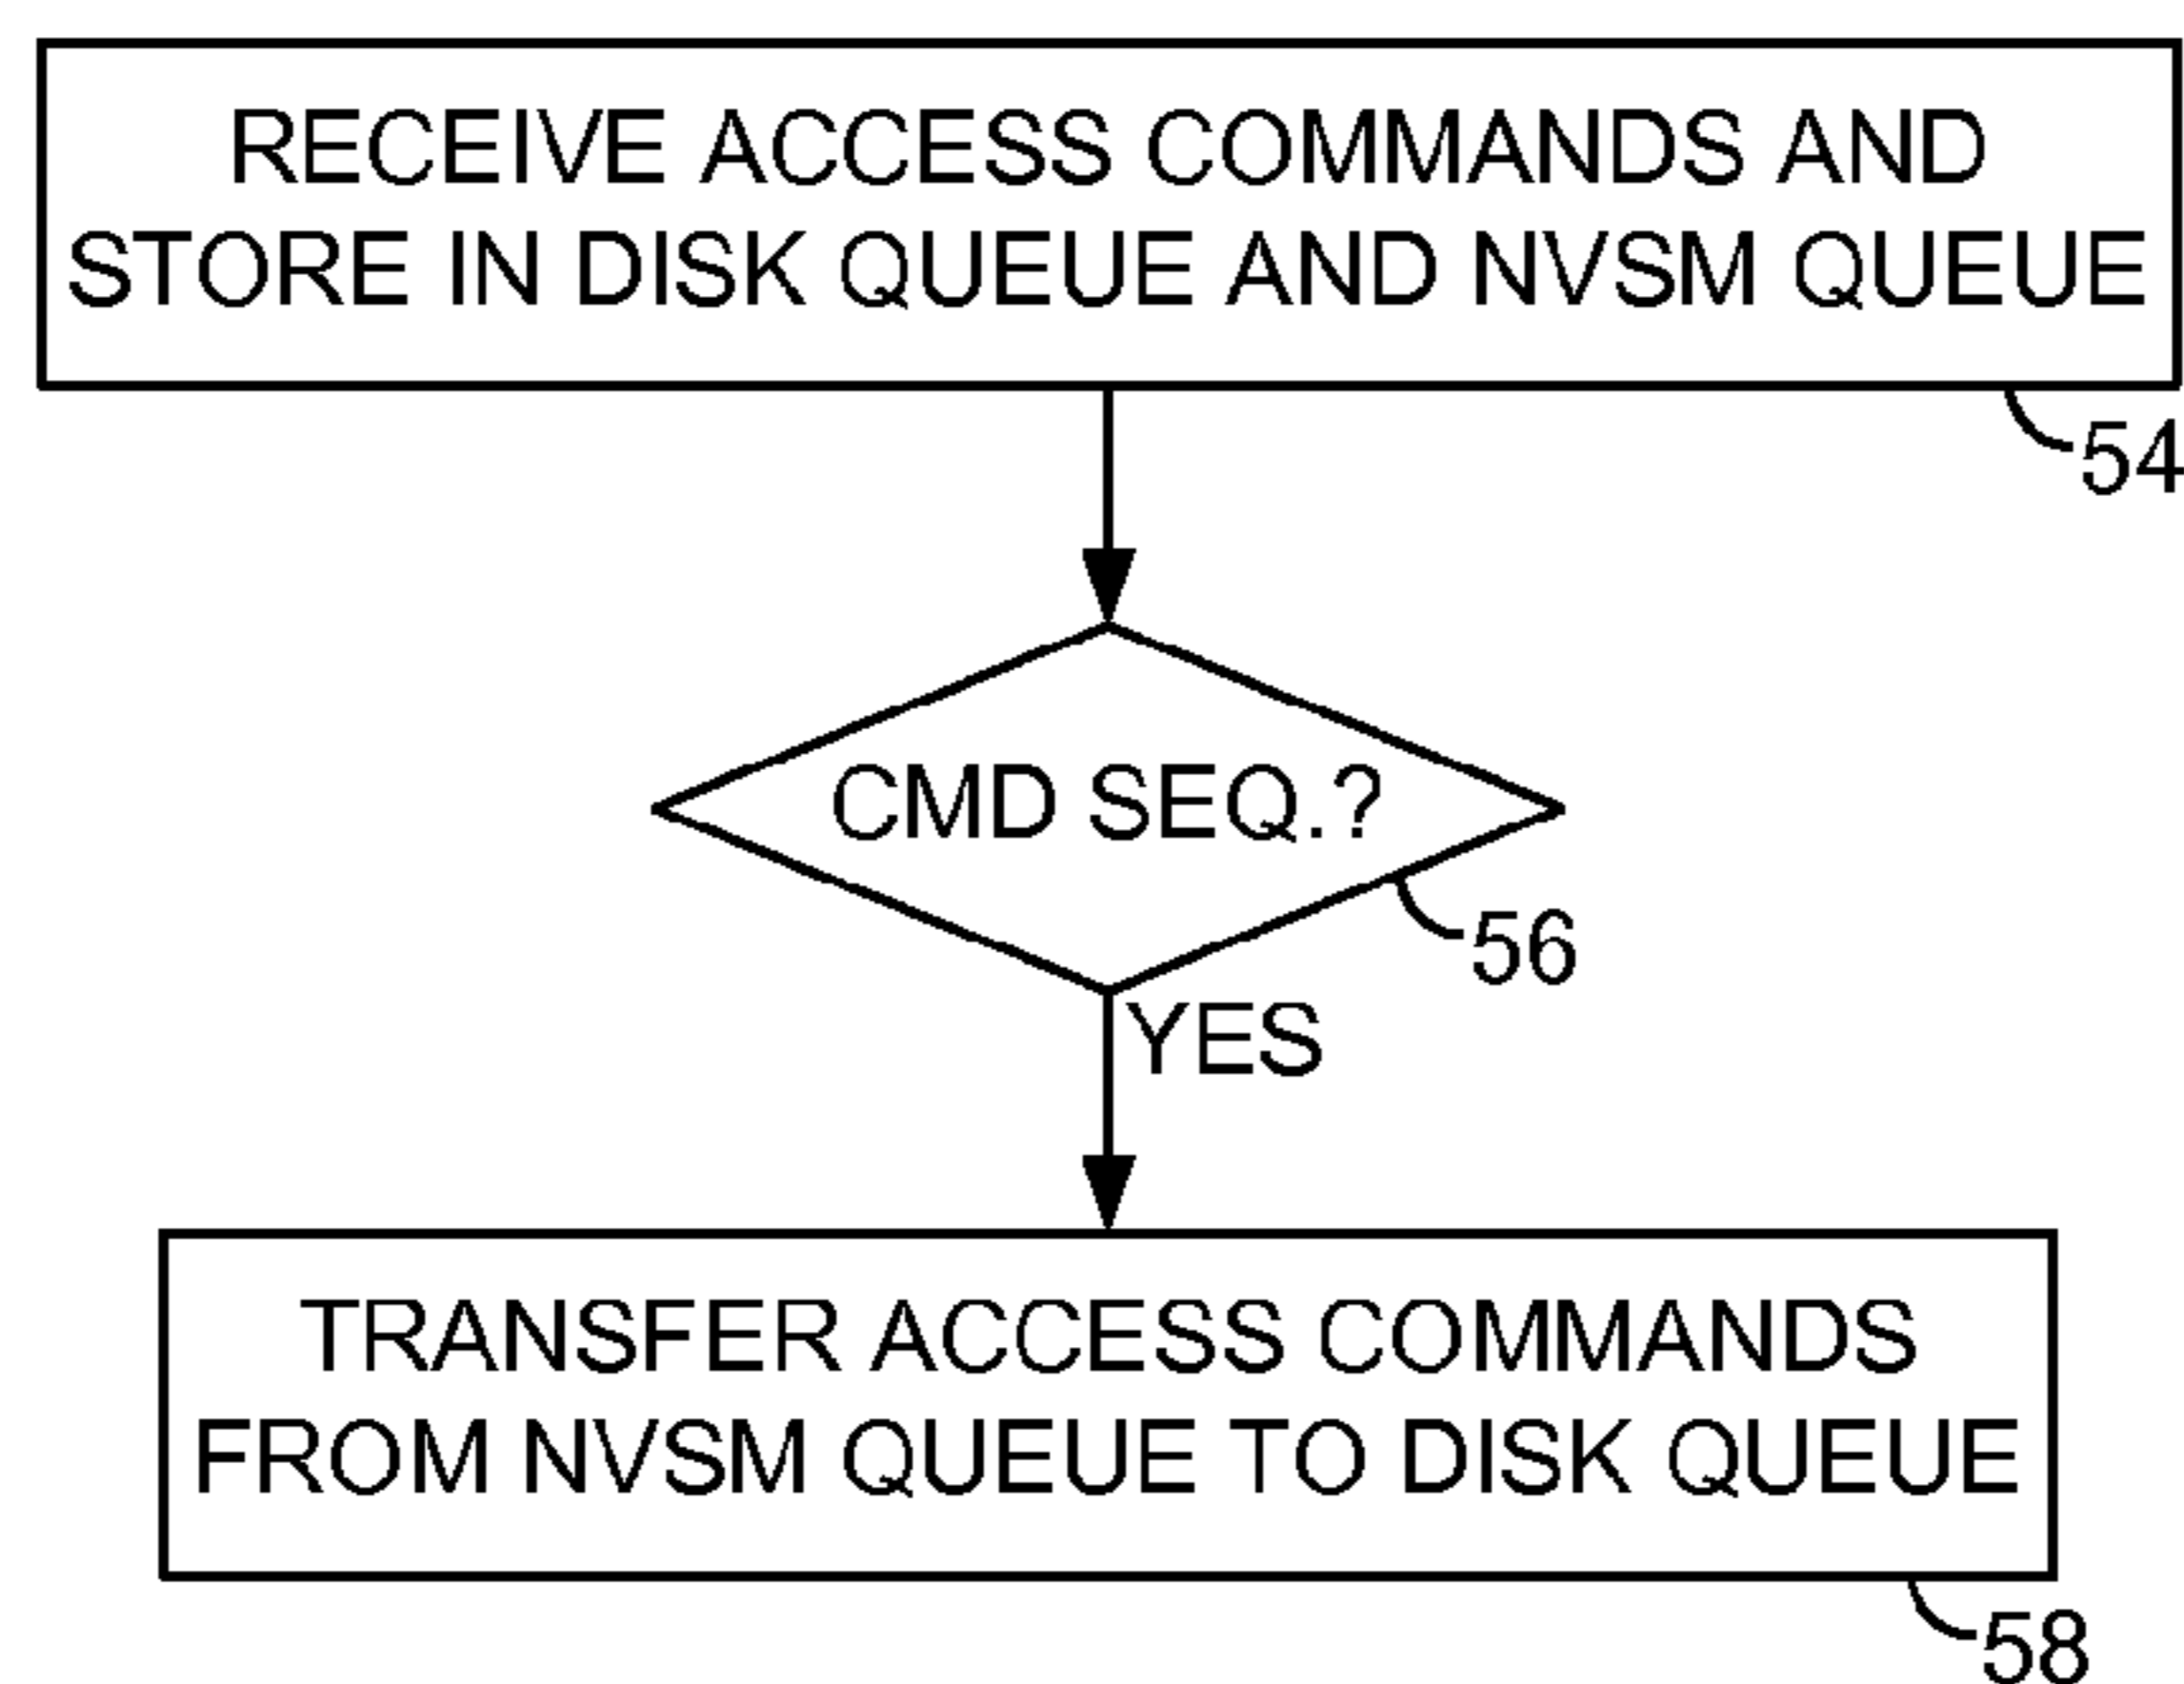 RECEIVE ACCESS COMMANDS AND
STORE IN DISK QUEUE AND NVSM QUEUE
54
CMD SEQ.?
56
YES
TRANSFER ACCESS COMMANDS
FROM NVSM QUEUE TO DISK QUEUE
58